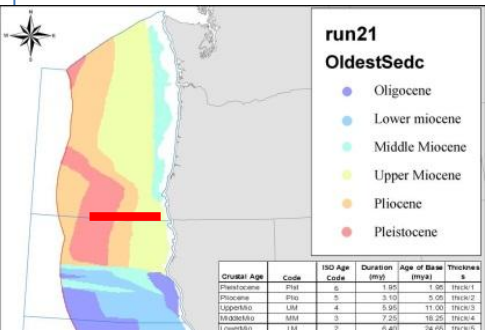 N
W
E
S
run21
OldestSedc
Oligocene
Lower miocene
Middle Miocene
Upper Miocene
Pliocene
Pleistocene
Crustal Age Code ISO Age Code Duration (my) Age of Base (mya) Thickness
Pleistocene Plst 6 1.95 1.95 thick/1
Pliocene Plio 5 3.10 5.05 thick/2
UpperMio UM 4 5.95 11.00 thick/3
MiddleMio MM 3 7.25 18.25 thick/4
LowerMio LM 2 6.40 24.65 thick/5